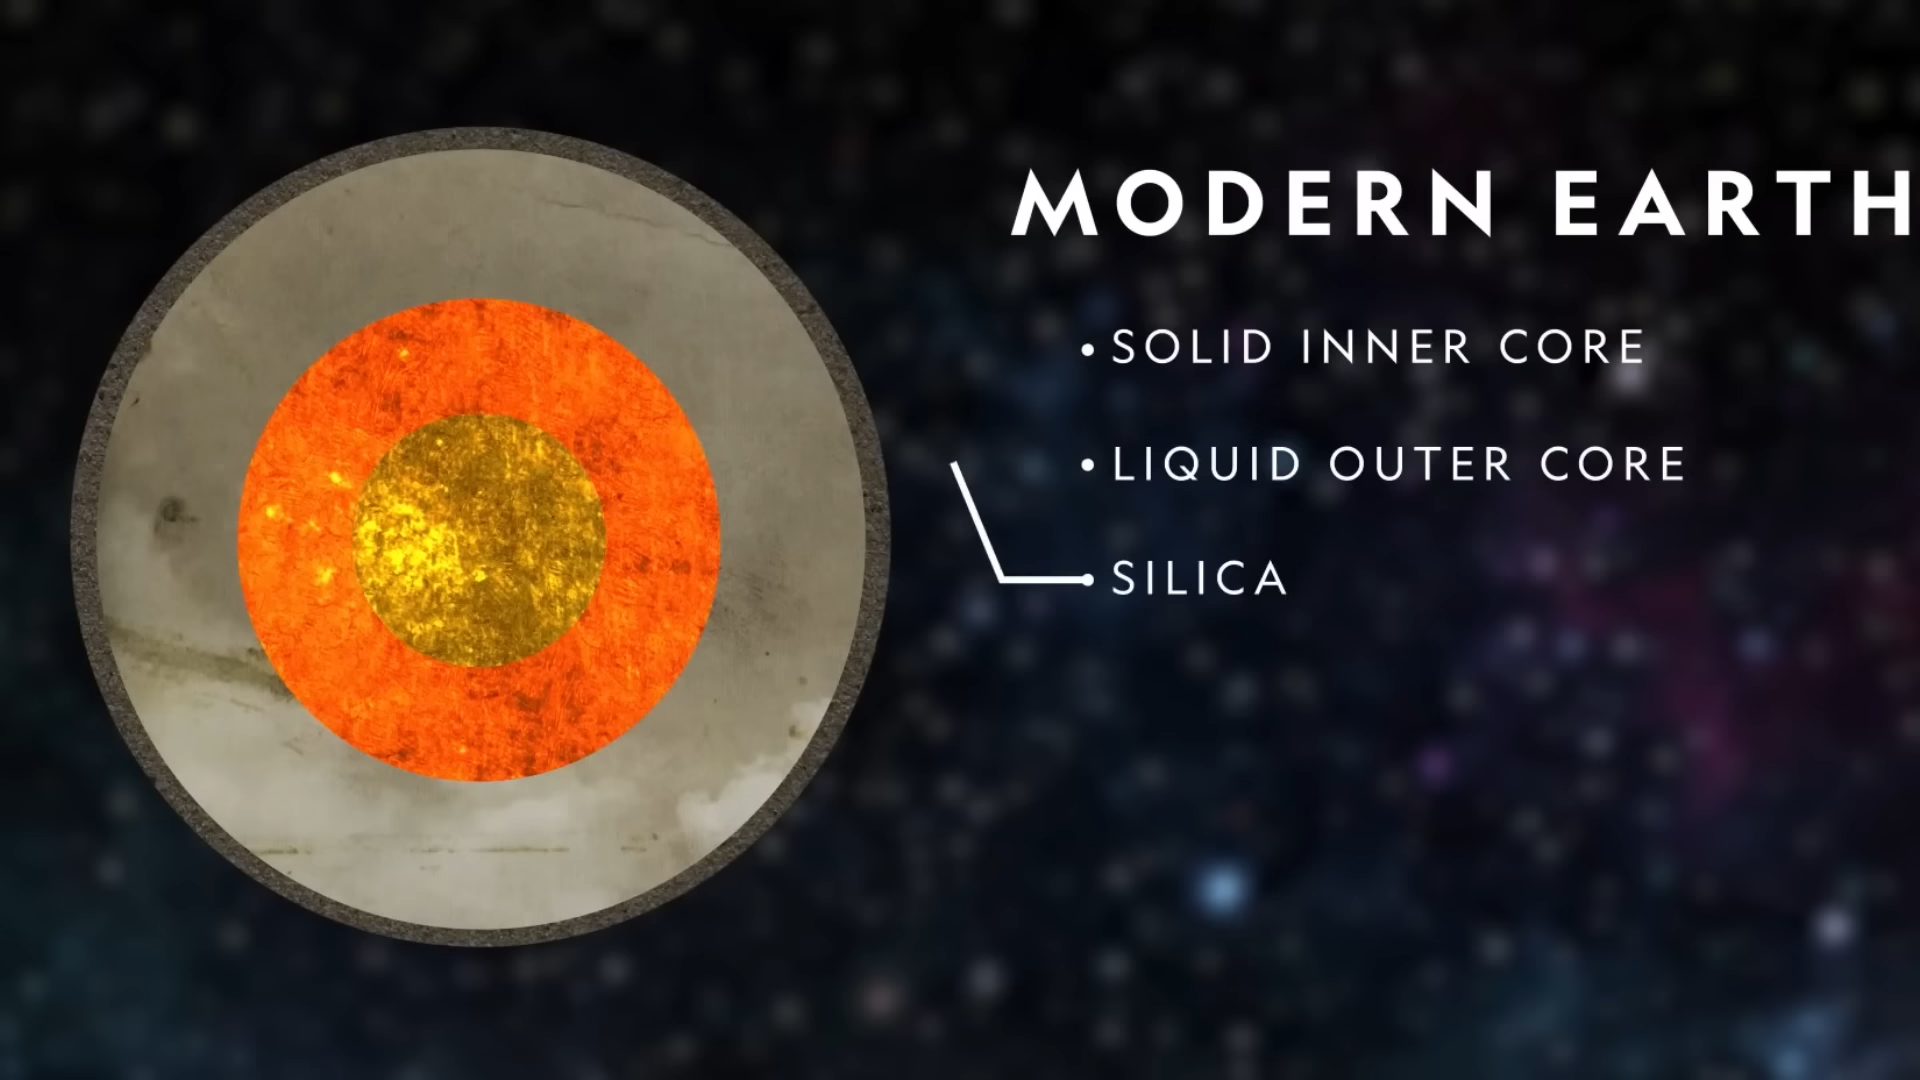 MODERN EARTH
• SOLID INNER CORE
• LIQUID OUTER CORE
• SILICA